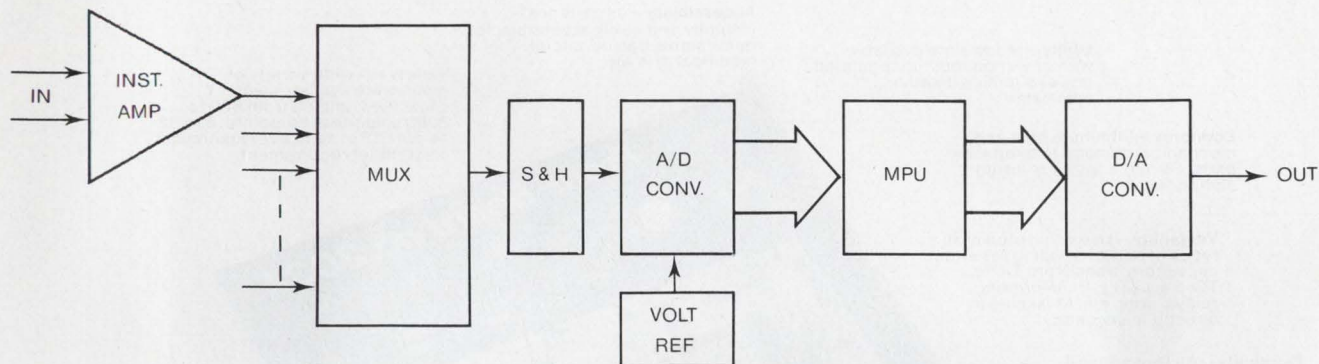 IN
INST.
AMP
MUX
S & H
A/D
CONV.
VOLT
REF
MPU
D/A
CONV.
OUT